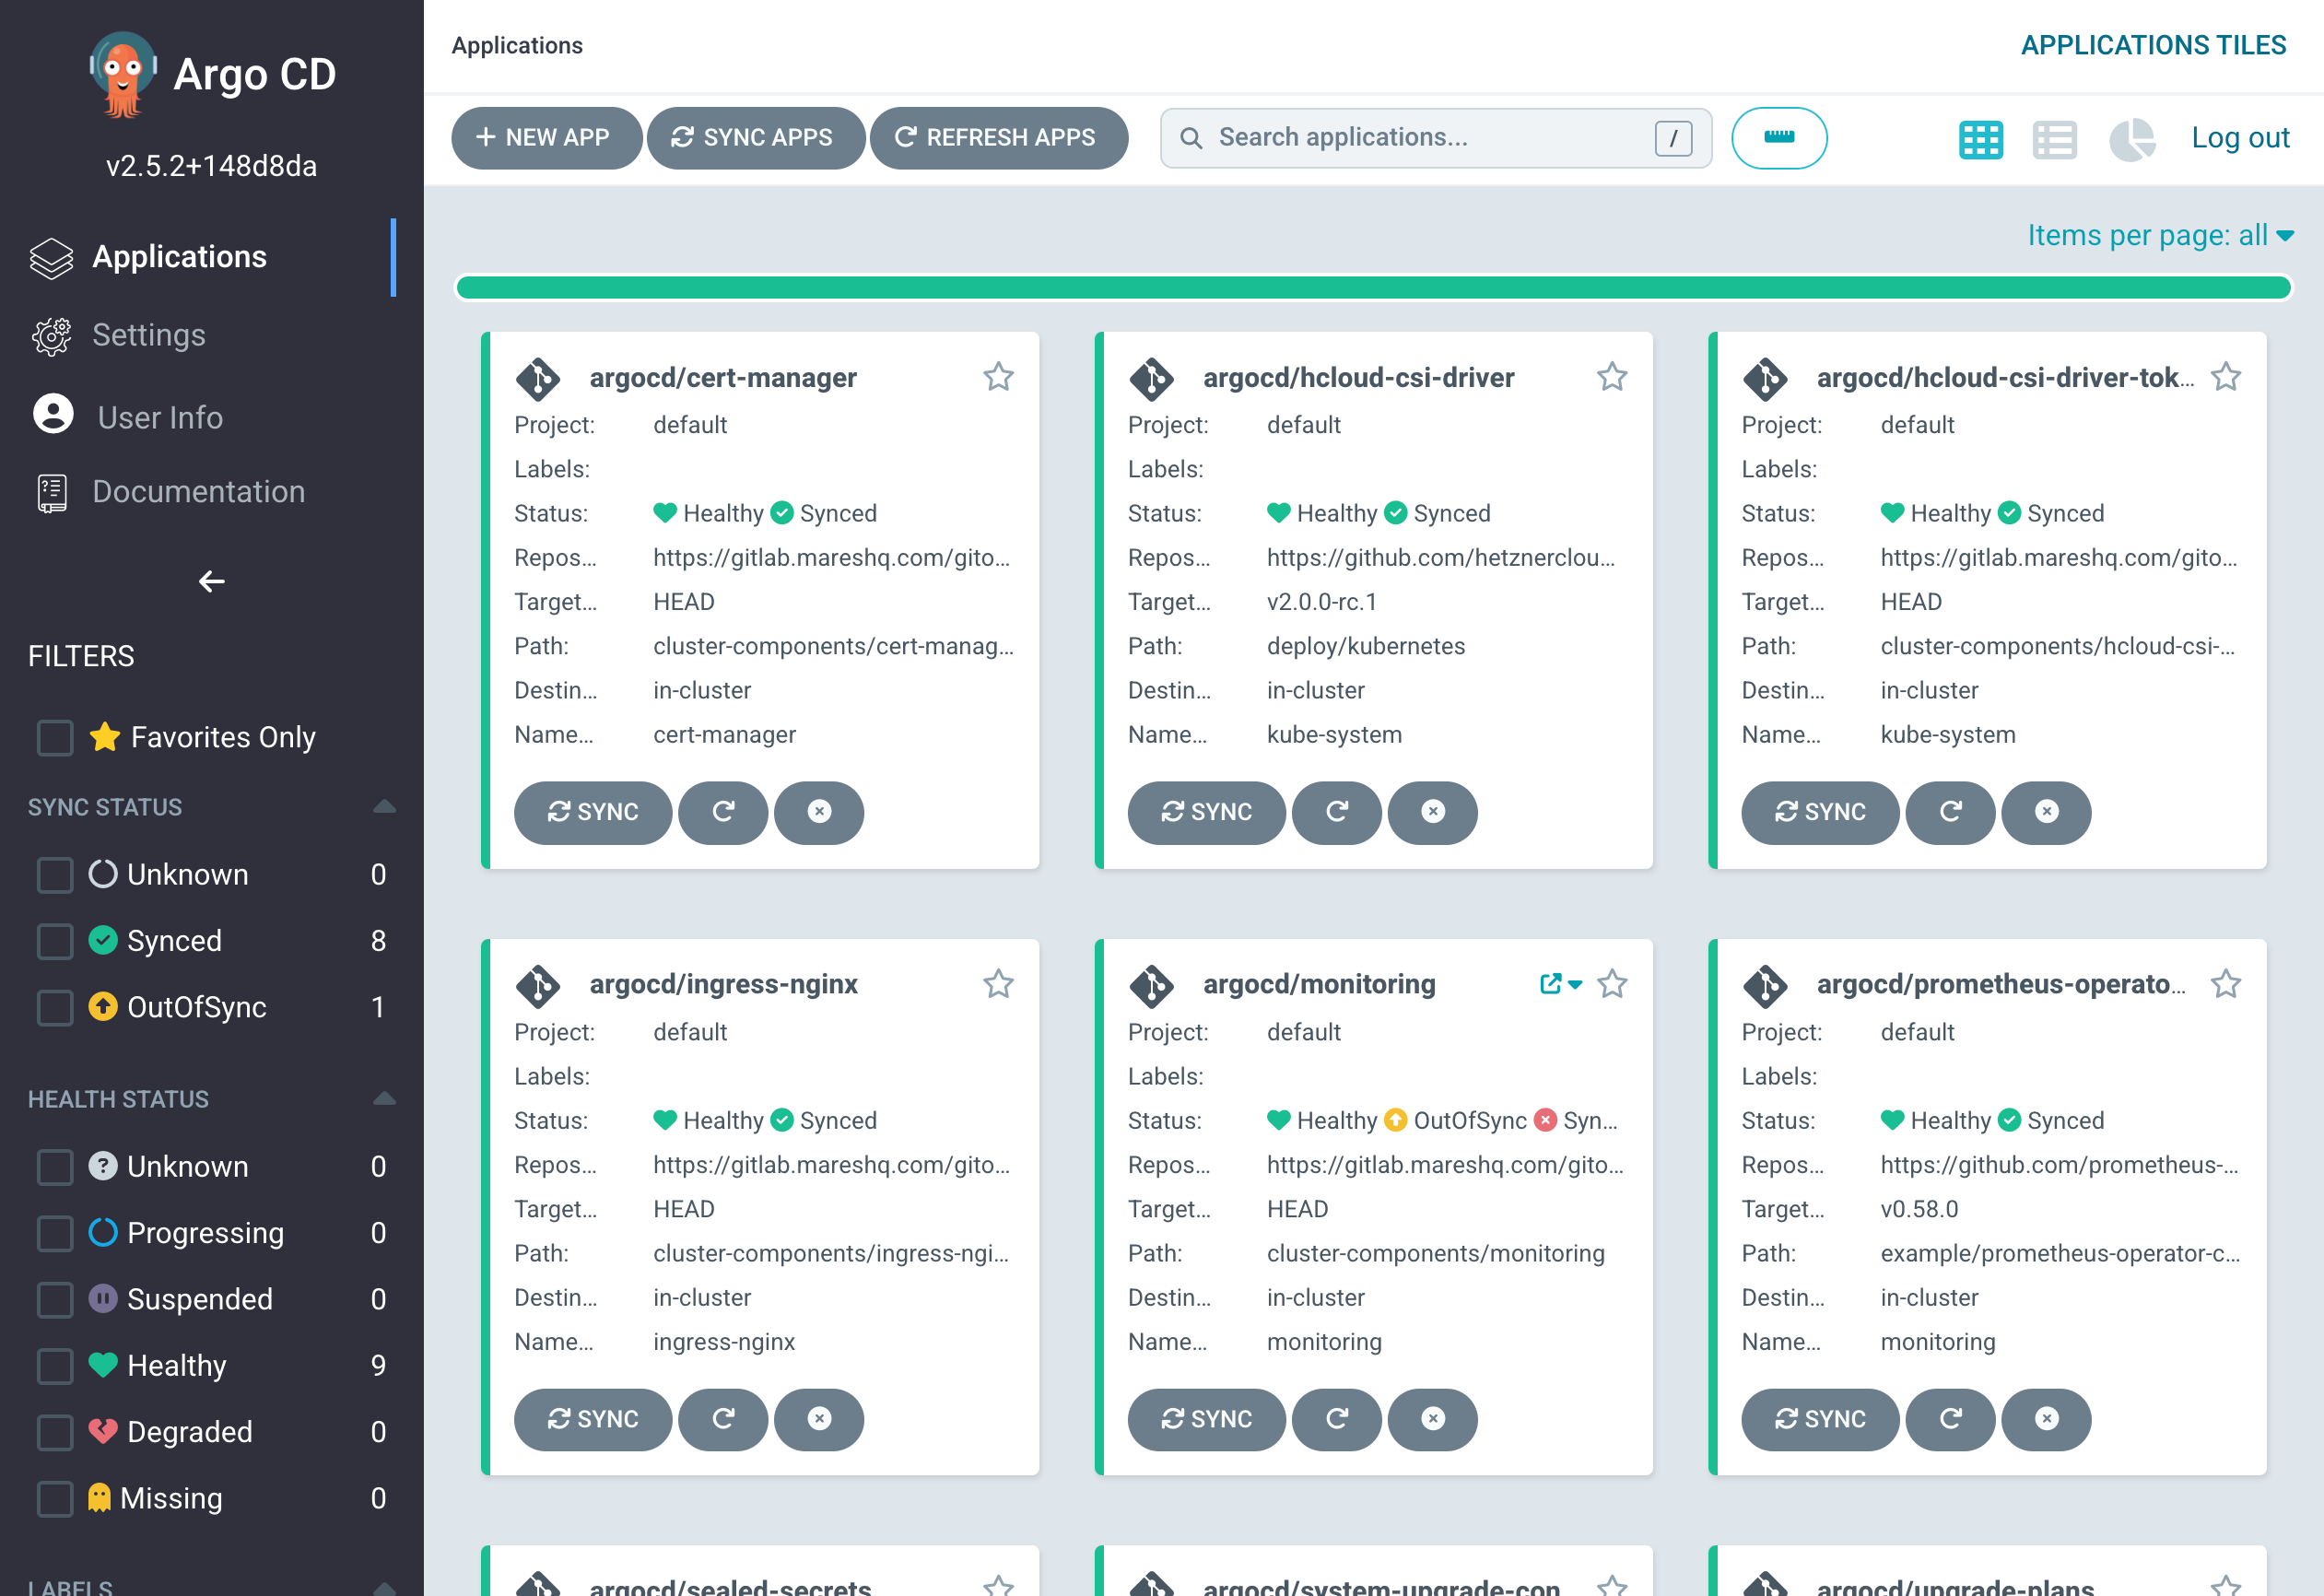 Argo CD
v2.5.2+148d8da
Applications
Settings
User Info
Documentation
FILTERS
Favorites Only
SYNC STATUS
Unknown 0
Synced 8
OutOfSync 1
HEALTH STATUS
Unknown 0
Progressing 0
Suspended 0
Healthy 9
Degraded 0
Missing 0
LABELS
Applications
APPLICATIONS TILES
+ NEW APP
SYNC APPS
REFRESH APPS
Search applications...
/
Log out
Items per page: all
argocd/cert-manager
Project: default
Labels:
Status: Healthy Synced
Repos... https://gitlab.mareshq.com/gito...
Target... HEAD
Path: cluster-components/cert-manag...
Destin... in-cluster
Name... cert-manager
SYNC
argocd/hcloud-csi-driver
Project: default
Labels:
Status: Healthy Synced
Repos... https://github.com/hetznerclou...
Target... v2.0.0-rc.1
Path: deploy/kubernetes
Destin... in-cluster
Name... kube-system
SYNC
argocd/hcloud-csi-driver-tok...
Project: default
Labels:
Status: Healthy Synced
Repos... https://gitlab.mareshq.com/gito...
Target... HEAD
Path: cluster-components/hcloud-csi-...
Destin... in-cluster
Name... kube-system
SYNC
argocd/ingress-nginx
Project: default
Labels:
Status: Healthy Synced
Repos... https://gitlab.mareshq.com/gito...
Target... HEAD
Path: cluster-components/ingress-ngi...
Destin... in-cluster
Name... ingress-nginx
SYNC
argocd/monitoring
Project: default
Labels:
Status: Healthy OutOfSync Syn...
Repos... https://gitlab.mareshq.com/gito...
Target... HEAD
Path: cluster-components/monitoring
Destin... in-cluster
Name... monitoring
SYNC
argocd/prometheus-operato...
Project: default
Labels:
Status: Healthy Synced
Repos... https://github.com/prometheus-...
Target... v0.58.0
Path: example/prometheus-operator-c...
Destin... in-cluster
Name... monitoring
SYNC
argocd/sealed-secrets
argocd/system-upgrade-con
argocd/upgrade-plans